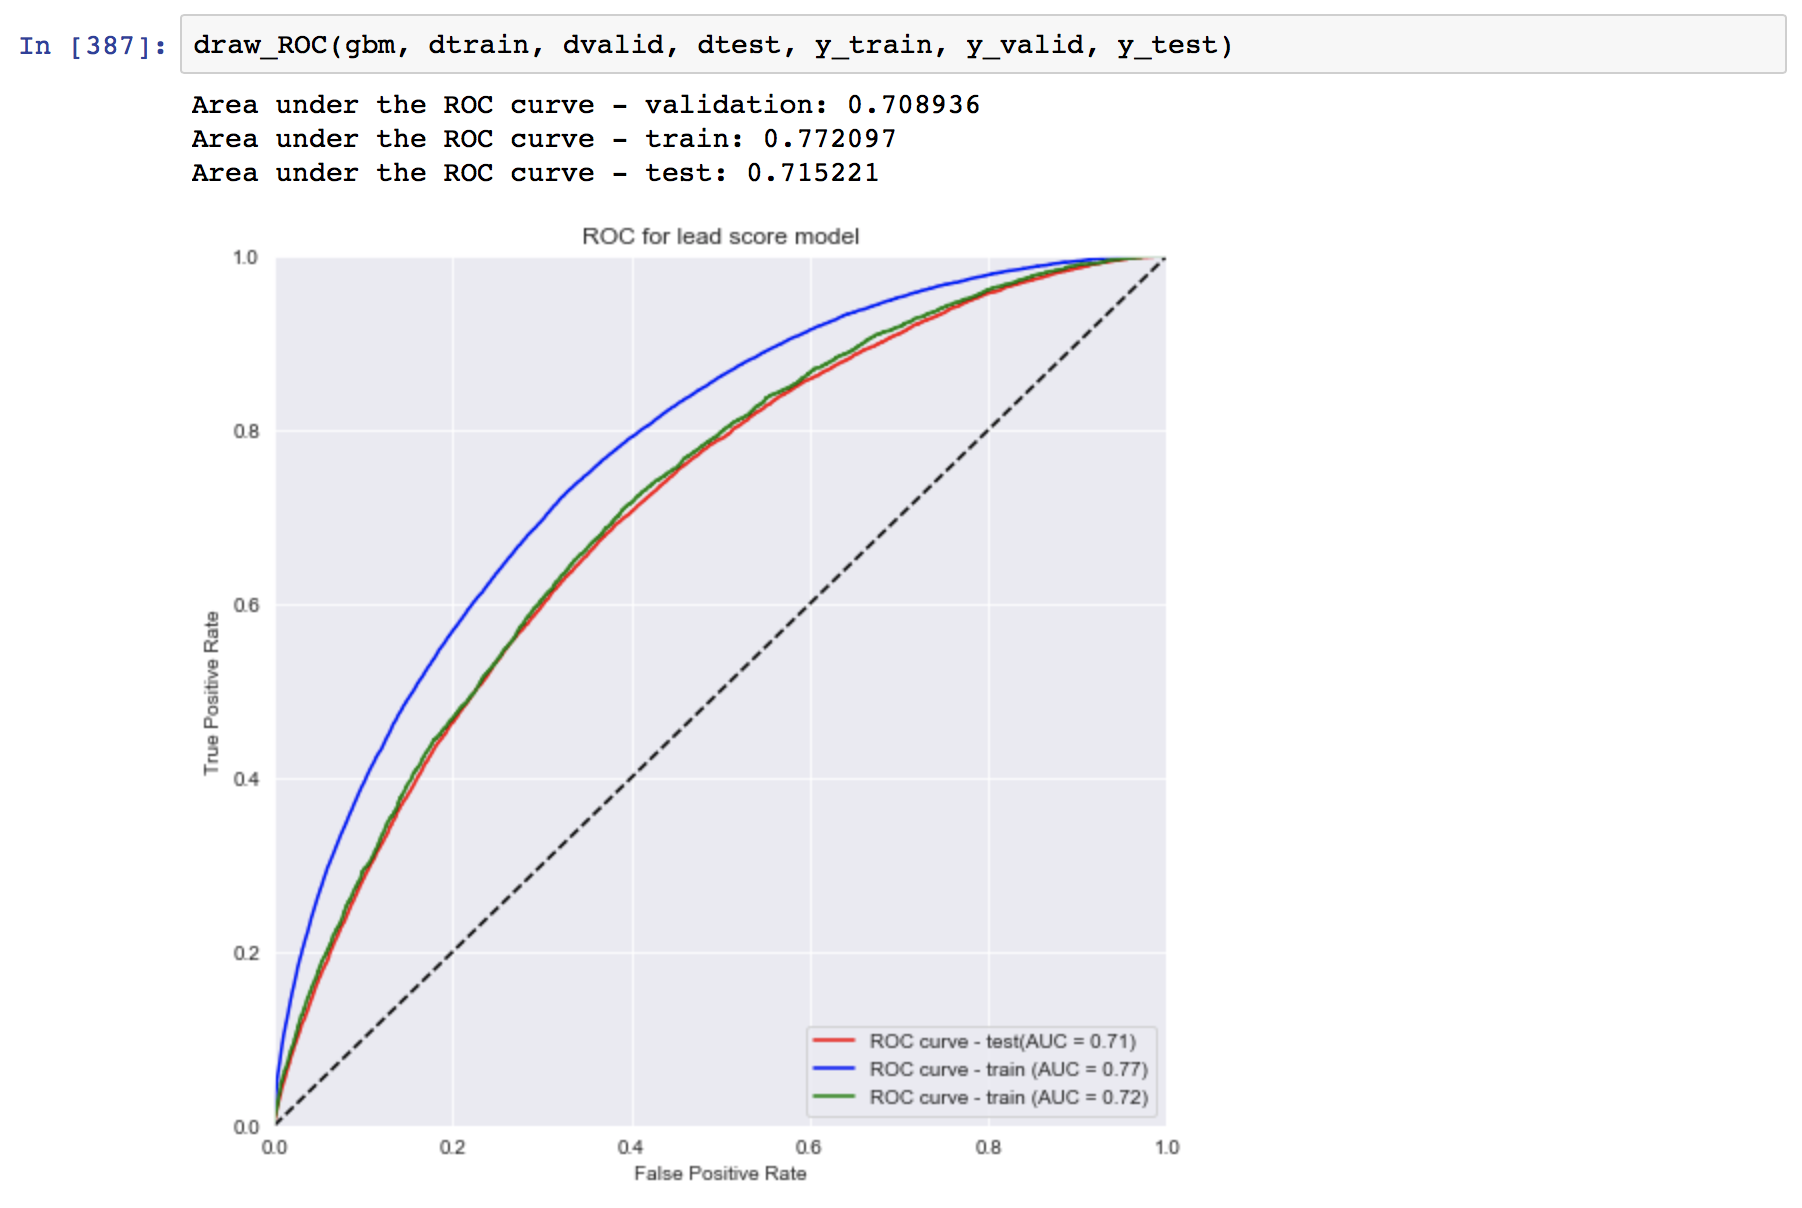 In [387]: draw_ROC(gbm, dtrain, dvalid, dtest, y_train, y_valid, y_test)
Area under the ROC curve - validation: 0.708936
Area under the ROC curve - train: 0.772097
Area under the ROC curve - test: 0.715221
ROC for lead score model
1.0
0.8
0.6
0.4
0.2
0.0
True Positive Rate
ROC curve - test(AUC = 0.71)
ROC curve - train (AUC = 0.77)
ROC curve - train (AUC = 0.72)
0.0 0.2 0.4 0.6 0.8 1.0
False Positive Rate